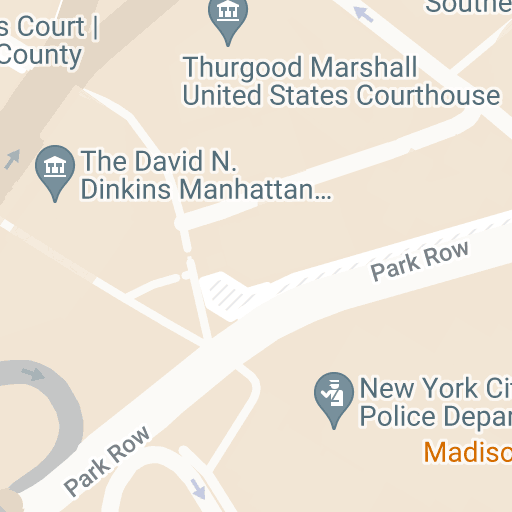 Southe
s Court |
County
Thurgood Marshall
United States Courthouse
The David N.
Dinkins Manhattan...
Park Row
New York Cit
Police Depar
Madiso
Park Row